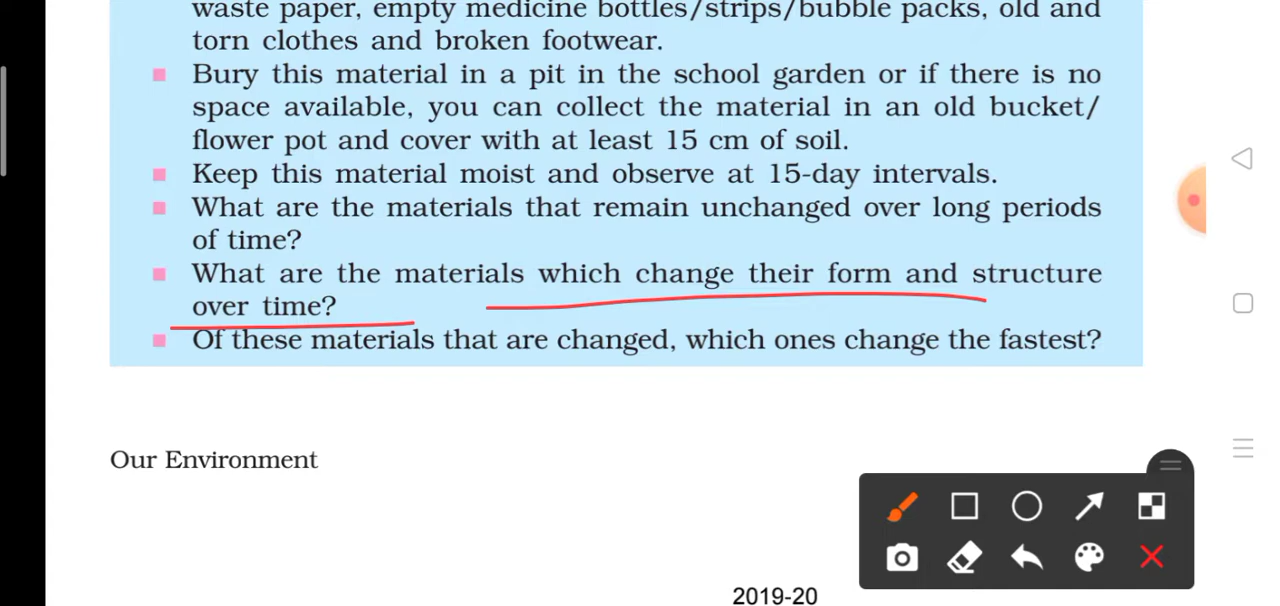 waste paper, empty medicine bottles/strips/bubble packs, old and
torn clothes and broken footwear.
Bury this material in a pit in the school garden or if there is no
space available, you can collect the material in an old bucket/
flower pot and cover with at least 15 cm of soil.
Keep this material moist and observe at 15-day intervals.
What are the materials that remain unchanged over long periods
of time?
What are the materials which change their form and structure
over time?
Of these materials that are changed, which ones change the fastest?
Our Environment
2019-20